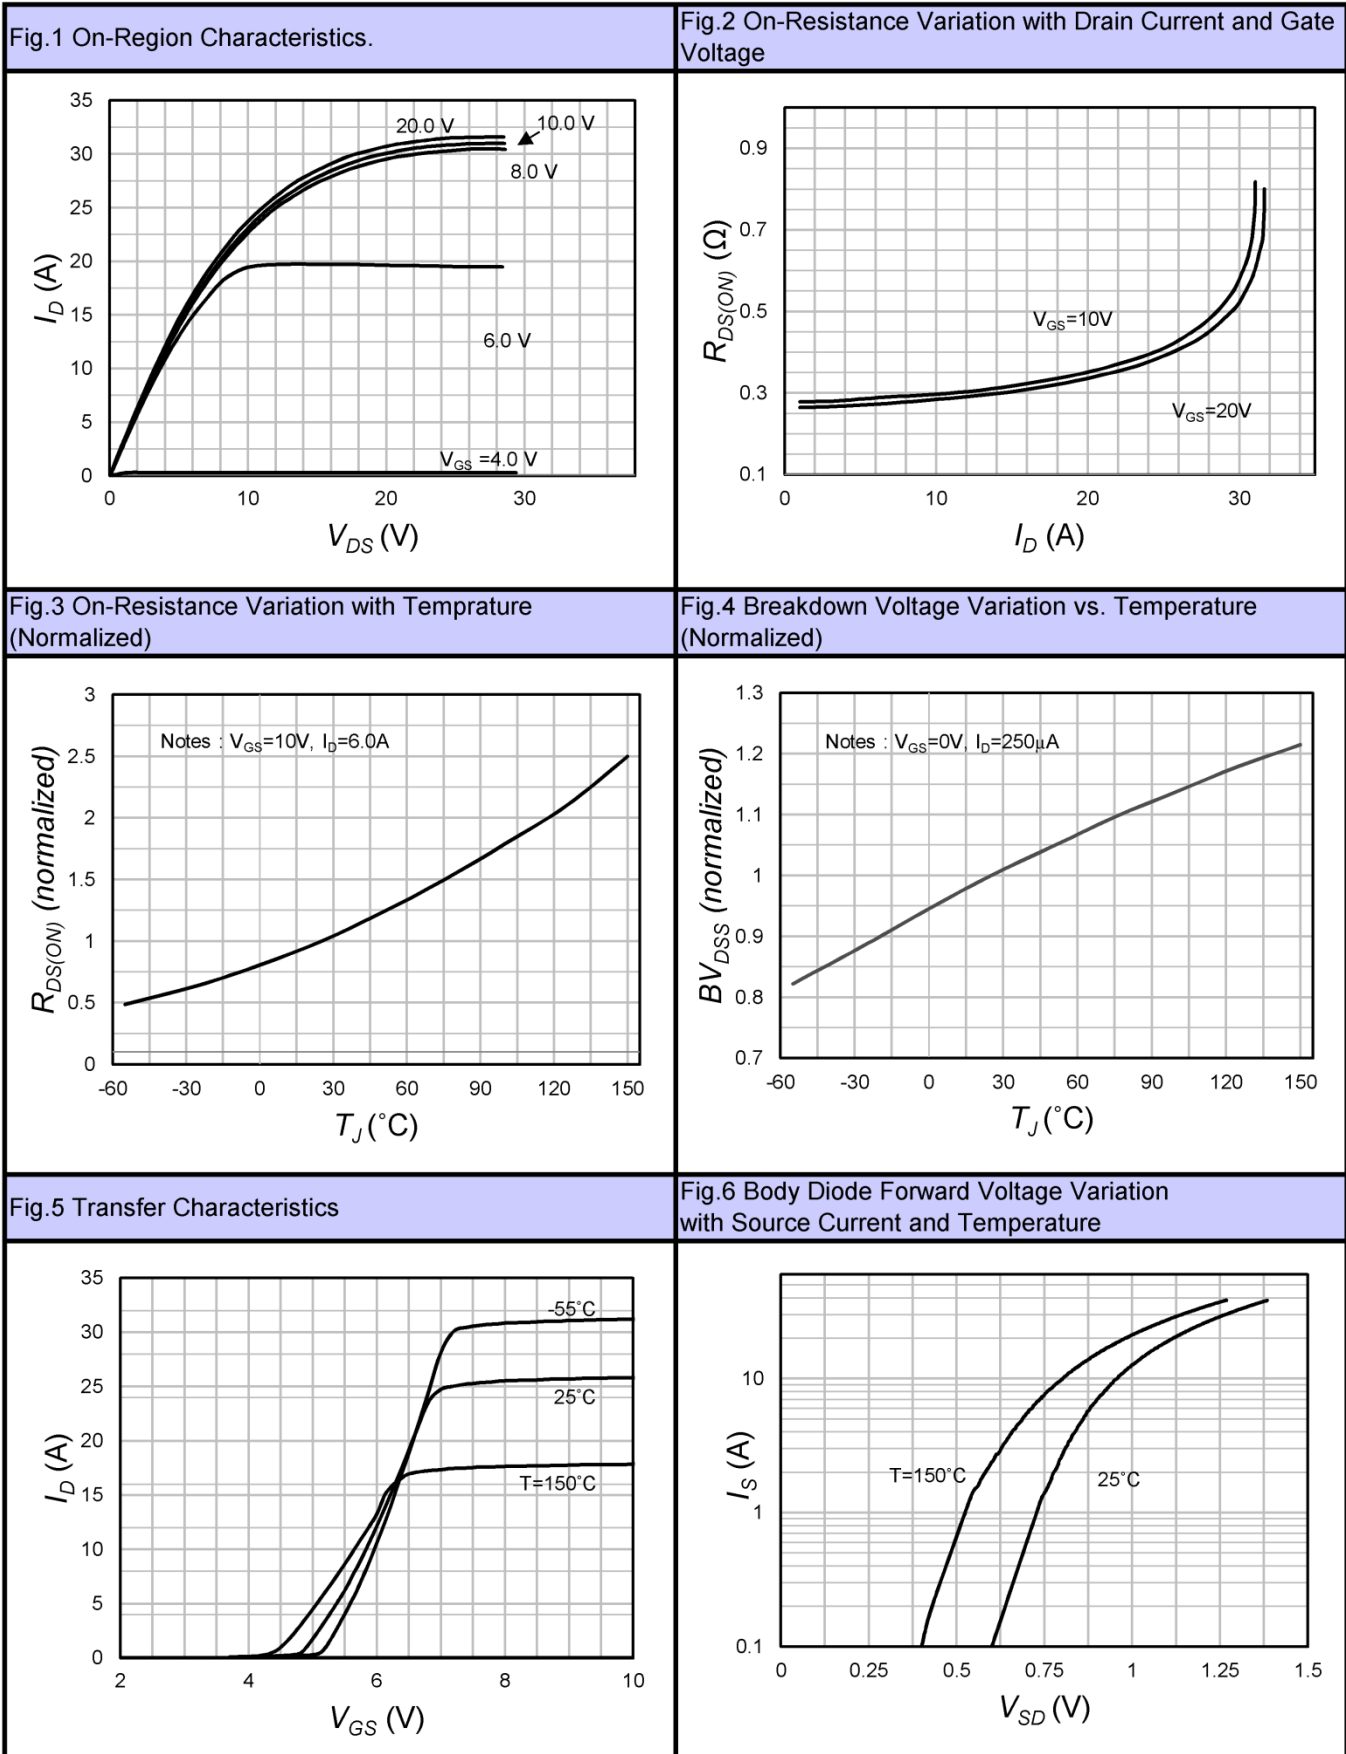 Fig.1 On-Region Characteristics.
Fig.2 On-Resistance Variation with Drain Current and Gate
Voltage
35
30
25
20
15
10
5
0
0
10
20
30
20.0 V
10.0 V
8.0 V
6.0 V
VGS =4.0 V
ID (A)
VDS (V)
0.9
0.7
0.5
0.3
0.1
0
10
20
30
VGS=10V
VGS=20V
RDS(ON) (Ω)
ID (A)
Fig.3 On-Resistance Variation with Temprature
(Normalized)
Fig.4 Breakdown Voltage Variation vs. Temperature
(Normalized)
3
2.5
2
1.5
1
0.5
0
-60
-30
0
30
60
90
120
150
Notes : VGS=10V, ID=6.0A
RDS(ON) (normalized)
TJ (˚C)
1.3
1.2
1.1
1
0.9
0.8
0.7
-60
-30
0
30
60
90
120
150
Notes : VGS=0V, ID=250μA
BVDSS (normalized)
TJ (˚C)
Fig.5 Transfer Characteristics
Fig.6 Body Diode Forward Voltage Variation
with Source Current and Temperature
35
30
25
20
15
10
5
0
2
4
6
8
10
-55˚C
25˚C
T=150˚C
ID (A)
VGS (V)
10
1
0.1
0
0.25
0.5
0.75
1
1.25
1.5
T=150˚C
25˚C
IS (A)
VSD (V)